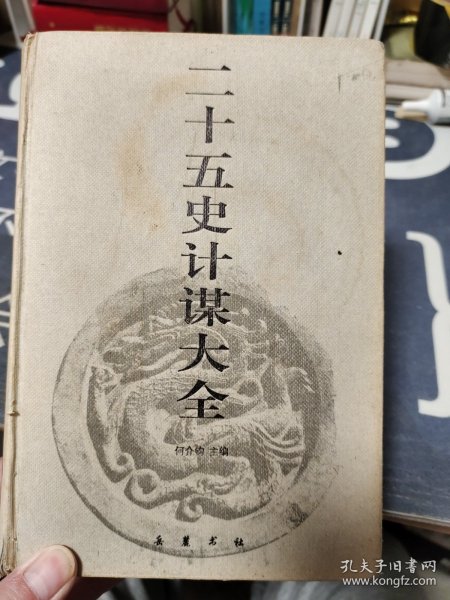 二十五史计谋大全
何介钧 主编
岳麓书社
孔夫子旧书网
www.kongfz.com